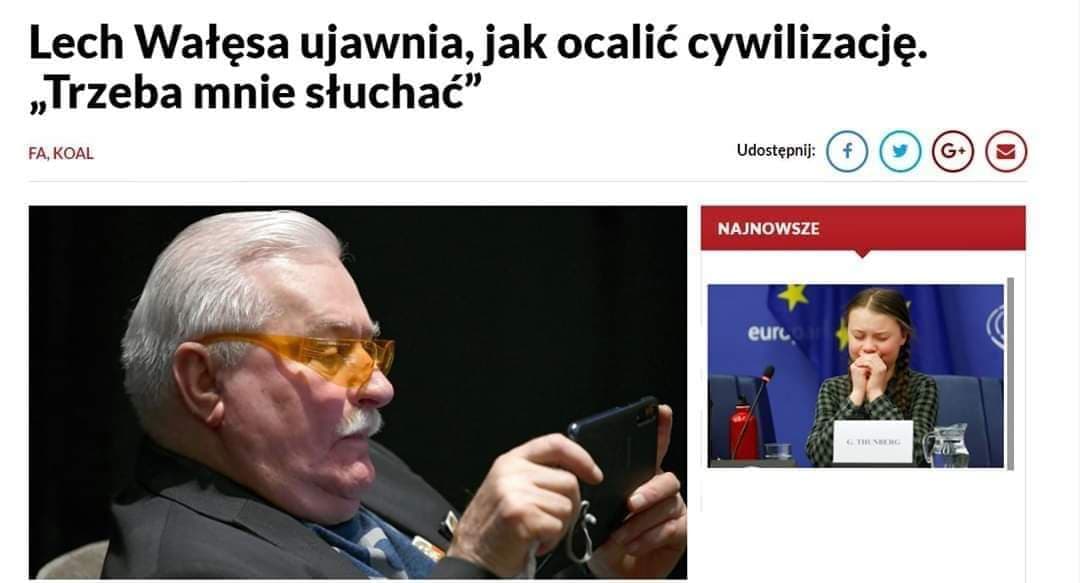 Lech Wałęsa ujawnia, jak ocalić cywilizację.
„Trzeba mnie słuchać”
FA, KOAL
Udostępnij:
G+
NAJNOWSZE
G. THUNBERG